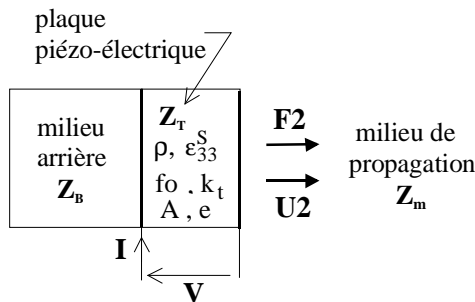 plaque
piézo-électrique
milieu
arrière
Z_B
Z_T
ρ, ε^S_33
fo , k_t
A , e
F2
U2
milieu de
propagation
Z_m
I
V